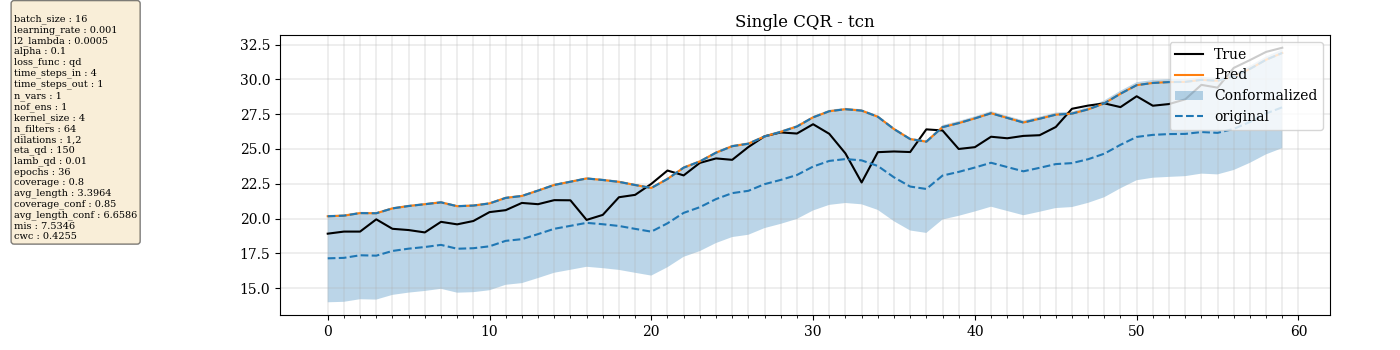 batch_size : 16
learning_rate : 0.001
l2_lambda : 0.0005
alpha : 0.1
loss_func : qd
time_steps_in : 4
time_steps_out : 1
n_vars : 1
nof_ens : 1
kernel_size : 4
n_filters : 64
dilations : 1,2
eta_qd : 150
lamb_qd : 0.01
epochs : 36
coverage : 0.8
avg_length : 3.3964
coverage_conf : 0.85
avg_length_conf : 6.6586
mis : 7.5346
cwc : 0.4255
Single CQR - tcn
32.5
30.0
27.5
25.0
22.5
20.0
17.5
15.0
0 10 20 30 40 50 60
True
Pred
Conformalized
original